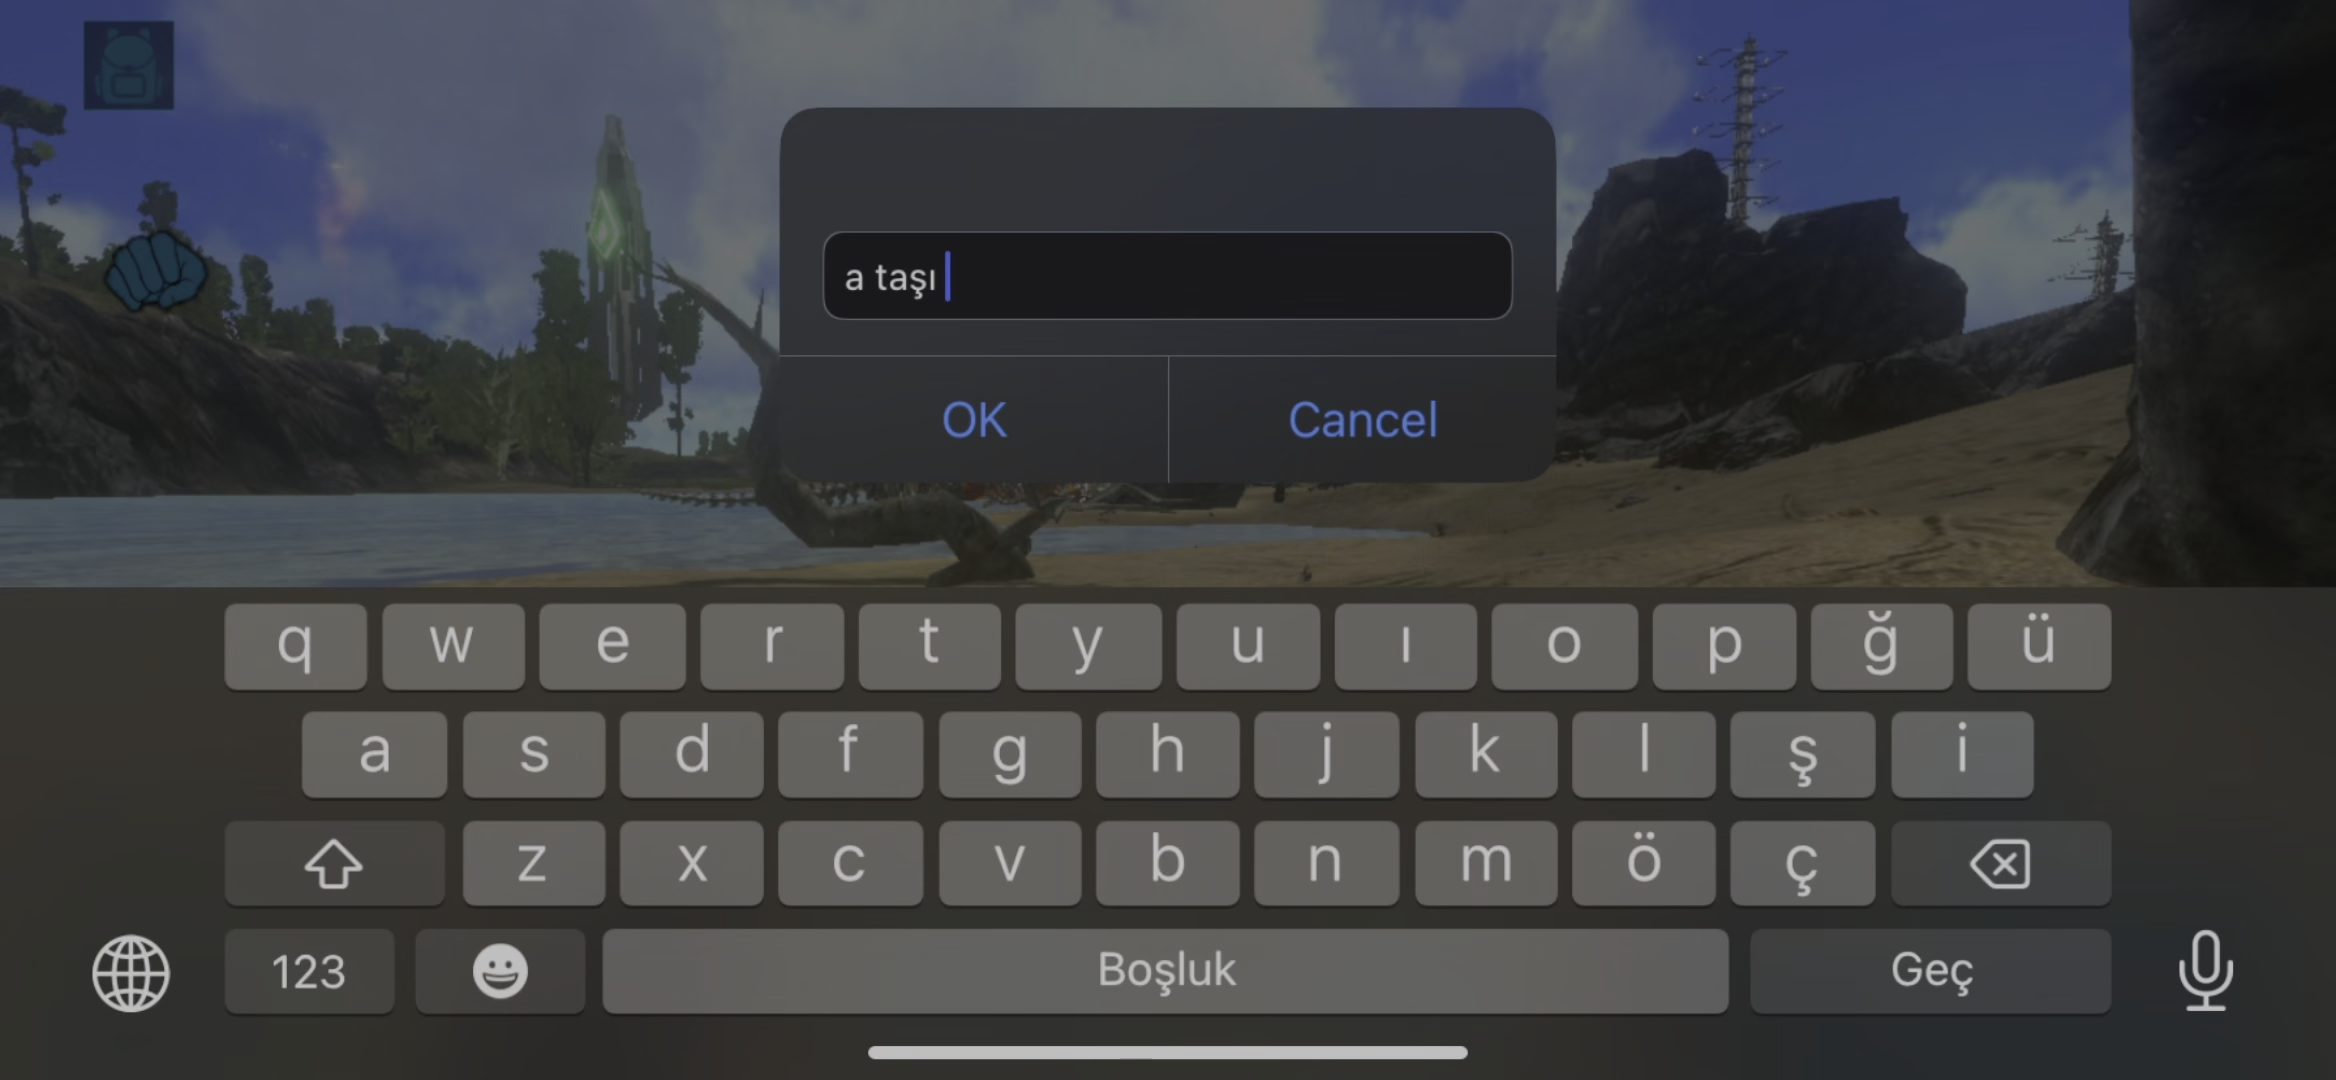 a taşı
OK Cancel
q w e r t y u ı o p ğ ü
a s d f g h j k l ş i
z x c v b n m ö ç
123 Boşluk Geç